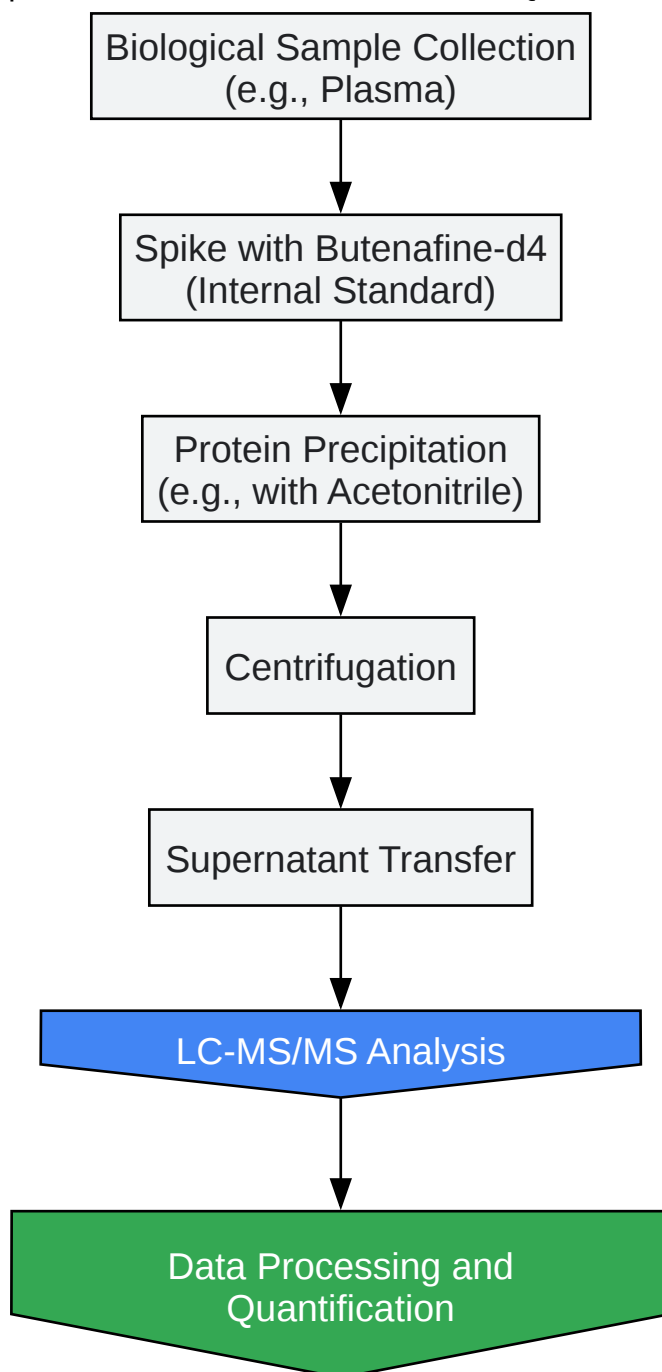 Biological Sample Collection
(e.g., Plasma)
Spike with Butenafine-d4
(Internal Standard)
Protein Precipitation
(e.g., with Acetonitrile)
Centrifugation
Supernatant Transfer
LC-MS/MS Analysis
Data Processing and
Quantification